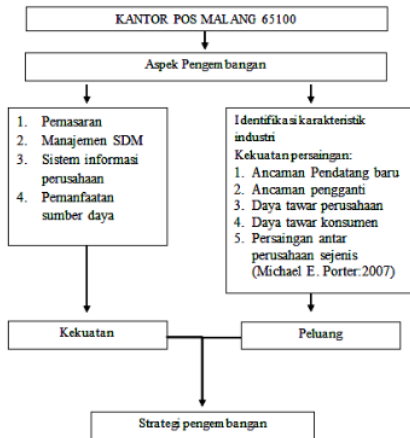 KANTOR POS MALANG 65100
Aspek Pengembangan
1. Pemasaran
2. Manajemen SDM
3. Sistem informasi
perusahaan
4. Pemanfaatan
sumber daya
Identifikasi karakteristik
industri
Kekuatan persaingan:
1. Ancaman Pendatang baru
2. Ancaman pengganti
3. Daya tawar perusahaan
4. Daya tawar konsumen
5. Persaingan antar
perusahaan sejenis
(Michael E. Porter:2007)
Kekuatan
Peluang
Strategi pengembangan